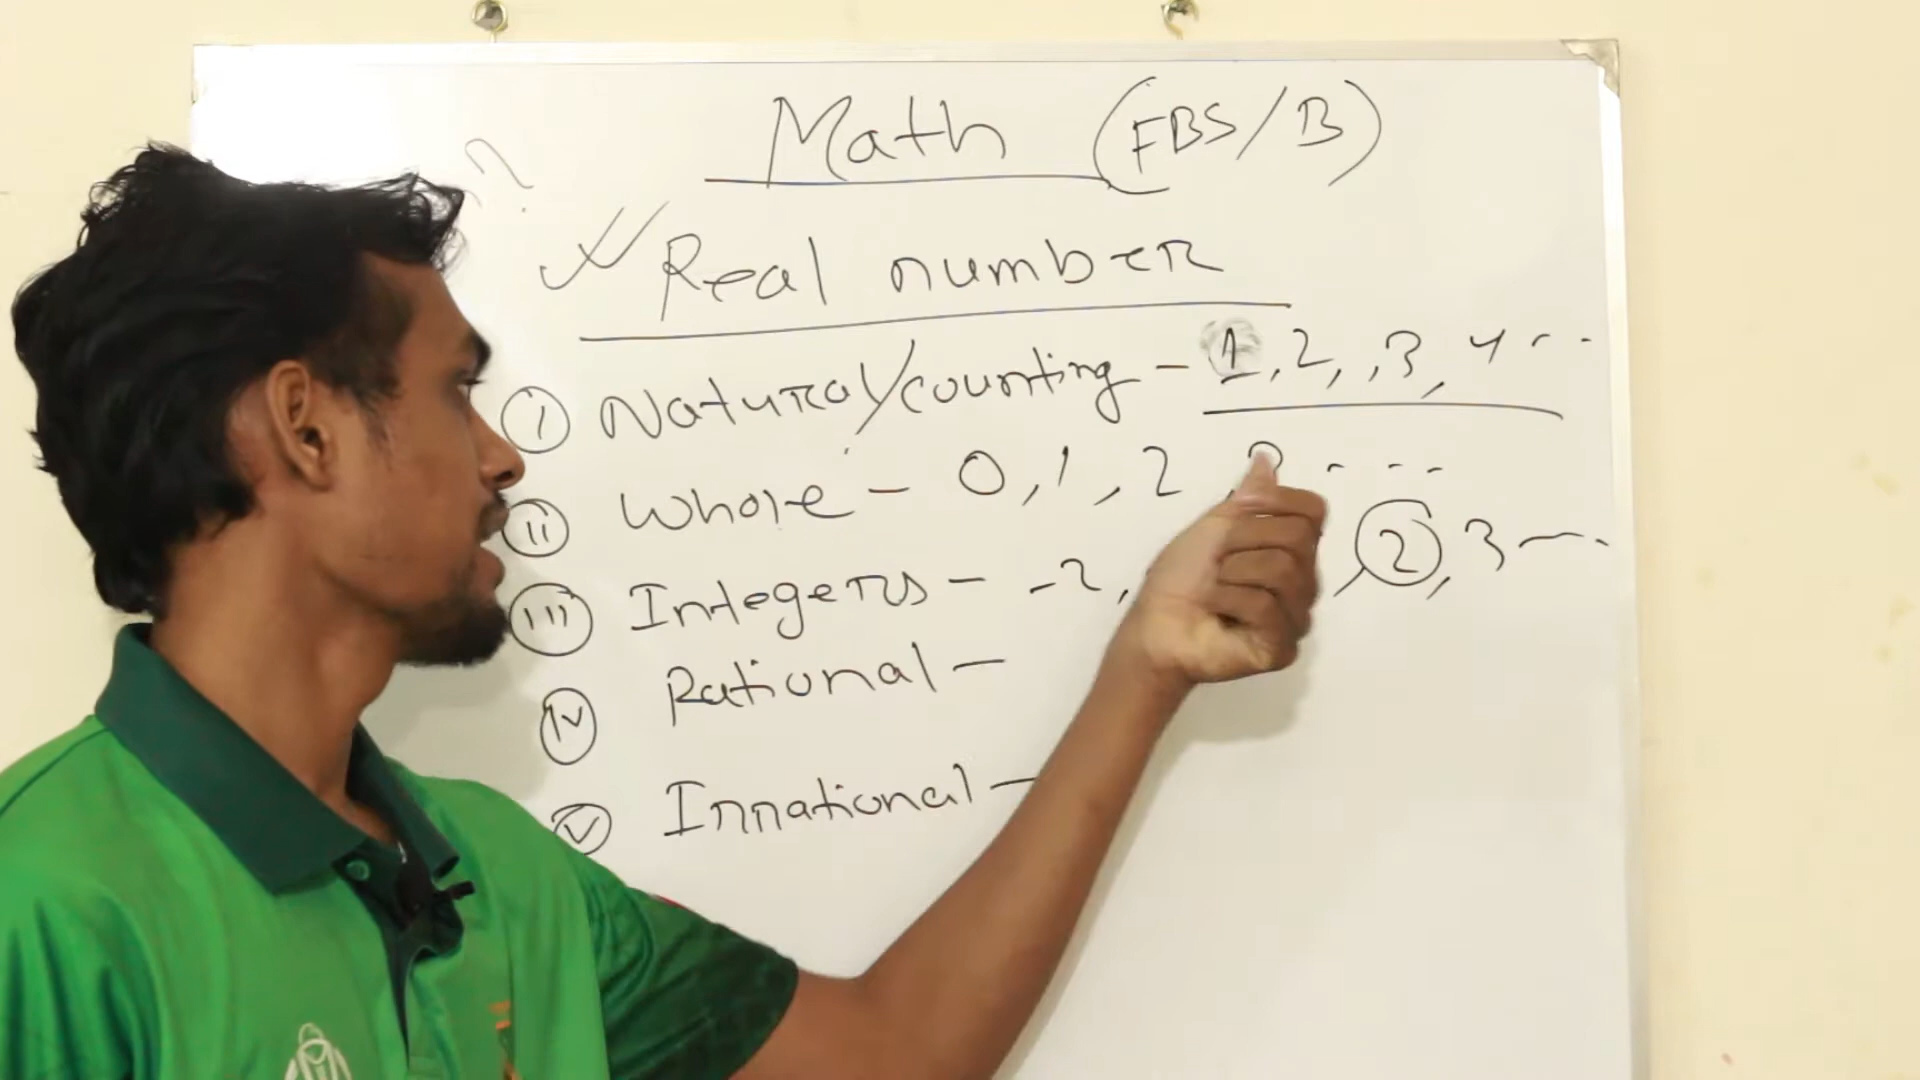 Math (FBS/B)
Real number
(i) Natural/counting - 1, 2, , 3, 4 ...
(ii) Whole - 0, 1, 2, 3 ....
(iii) Integers - -2, , 2, 3 ...
(iv) Rational -
(v) Irrational -